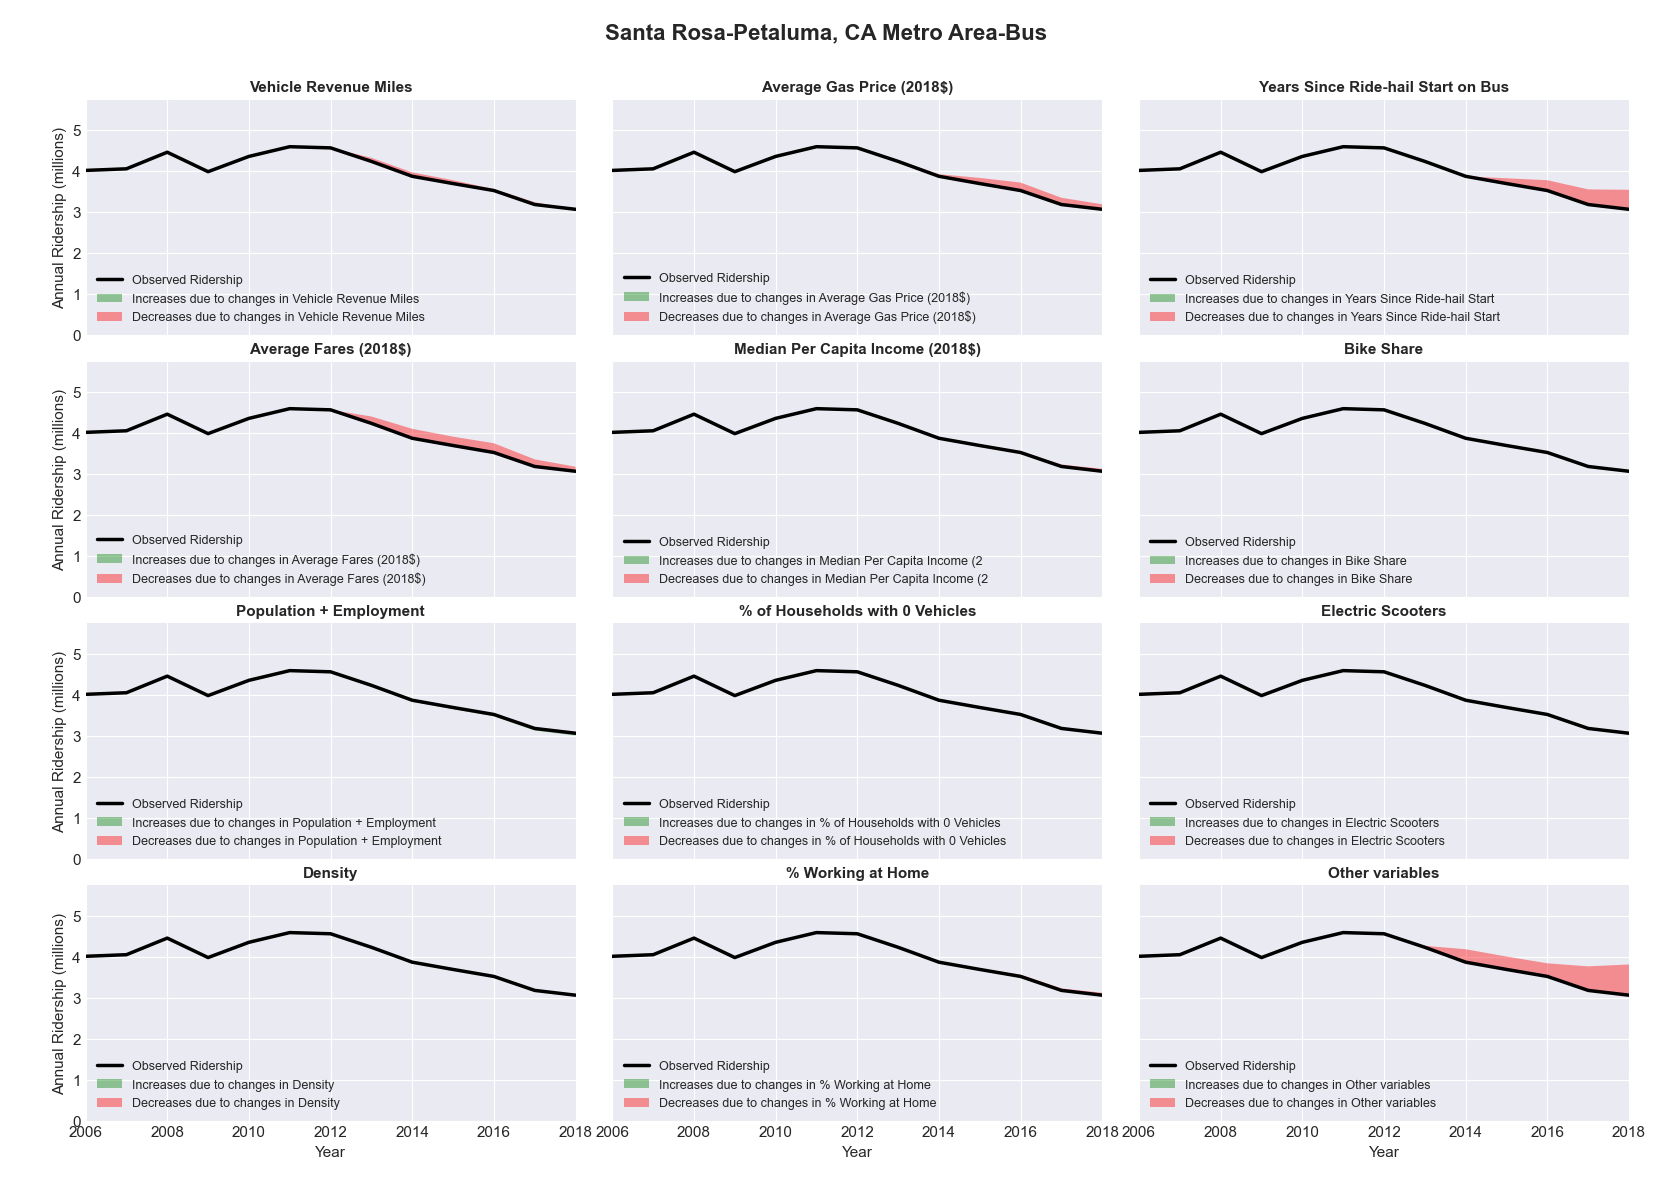 Santa Rosa-Petaluma, CA Metro Area-Bus
Vehicle Revenue Miles
Average Gas Price (2018$)
Years Since Ride-hail Start on Bus
Annual Ridership (millions)
5
4
3
2
1
0
Observed Ridership
Increases due to changes in Vehicle Revenue Miles
Decreases due to changes in Vehicle Revenue Miles
Observed Ridership
Increases due to changes in Average Gas Price (2018$)
Decreases due to changes in Average Gas Price (2018$)
Observed Ridership
Increases due to changes in Years Since Ride-hail Start
Decreases due to changes in Years Since Ride-hail Start
Average Fares (2018$)
Median Per Capita Income (2018$)
Bike Share
Annual Ridership (millions)
5
4
3
2
1
0
Observed Ridership
Increases due to changes in Average Fares (2018$)
Decreases due to changes in Average Fares (2018$)
Observed Ridership
Increases due to changes in Median Per Capita Income (2
Decreases due to changes in Median Per Capita Income (2
Observed Ridership
Increases due to changes in Bike Share
Decreases due to changes in Bike Share
Population + Employment
% of Households with 0 Vehicles
Electric Scooters
Annual Ridership (millions)
5
4
3
2
1
0
Observed Ridership
Increases due to changes in Population + Employment
Decreases due to changes in Population + Employment
Observed Ridership
Increases due to changes in % of Households with 0 Vehicles
Decreases due to changes in % of Households with 0 Vehicles
Observed Ridership
Increases due to changes in Electric Scooters
Decreases due to changes in Electric Scooters
Density
% Working at Home
Other variables
Annual Ridership (millions)
5
4
3
2
1
0
Observed Ridership
Increases due to changes in Density
Decreases due to changes in Density
Observed Ridership
Increases due to changes in % Working at Home
Decreases due to changes in % Working at Home
Observed Ridership
Increases due to changes in Other variables
Decreases due to changes in Other variables
2006 2008 2010 2012 2014 2016 2018
2006 2008 2010 2012 2014 2016 2018
2006 2008 2010 2012 2014 2016 2018
Year
Year
Year